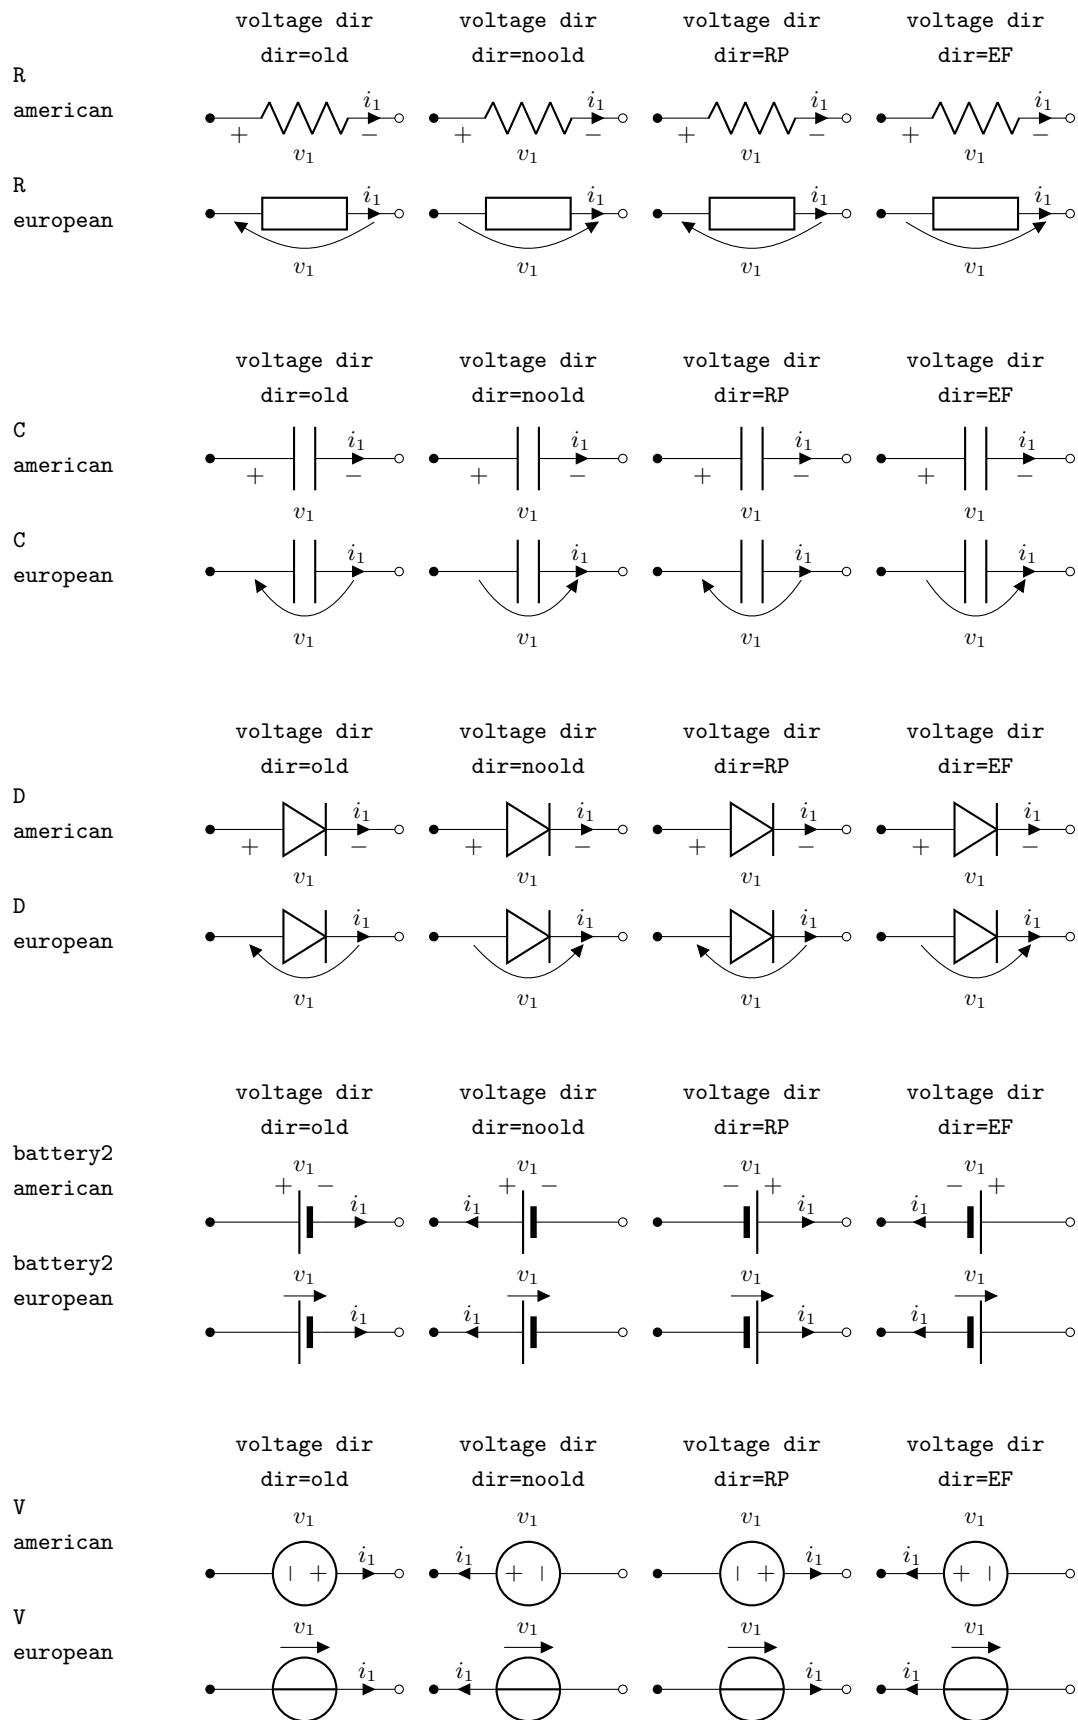 voltage dir voltage dir voltage dir voltage dir
dir=old dir=noold dir=RP dir=EF
R
american
i₁ i₁ i₁ i₁
+ − + − + − + −
v₁ v₁ v₁ v₁
R
european
i₁ i₁ i₁ i₁
v₁ v₁ v₁ v₁
voltage dir voltage dir voltage dir voltage dir
dir=old dir=noold dir=RP dir=EF
C
american
i₁ i₁ i₁ i₁
+ − + − + − + −
v₁ v₁ v₁ v₁
C
european
i₁ i₁ i₁ i₁
v₁ v₁ v₁ v₁
voltage dir voltage dir voltage dir voltage dir
dir=old dir=noold dir=RP dir=EF
D
american
i₁ i₁ i₁ i₁
+ − + − + − + −
v₁ v₁ v₁ v₁
D
european
i₁ i₁ i₁ i₁
v₁ v₁ v₁ v₁
voltage dir voltage dir voltage dir voltage dir
dir=old dir=noold dir=RP dir=EF
battery2
american
v₁ v₁ v₁ v₁
+ − + − − + − +
i₁ i₁ i₁ i₁
battery2
european
v₁ v₁ v₁ v₁
i₁ i₁ i₁ i₁
voltage dir voltage dir voltage dir voltage dir
dir=old dir=noold dir=RP dir=EF
V
american
v₁ v₁ v₁ v₁
− + i₁ i₁ + − − + i₁ i₁ + −
V
european
v₁ v₁ v₁ v₁
i₁ i₁ i₁ i₁